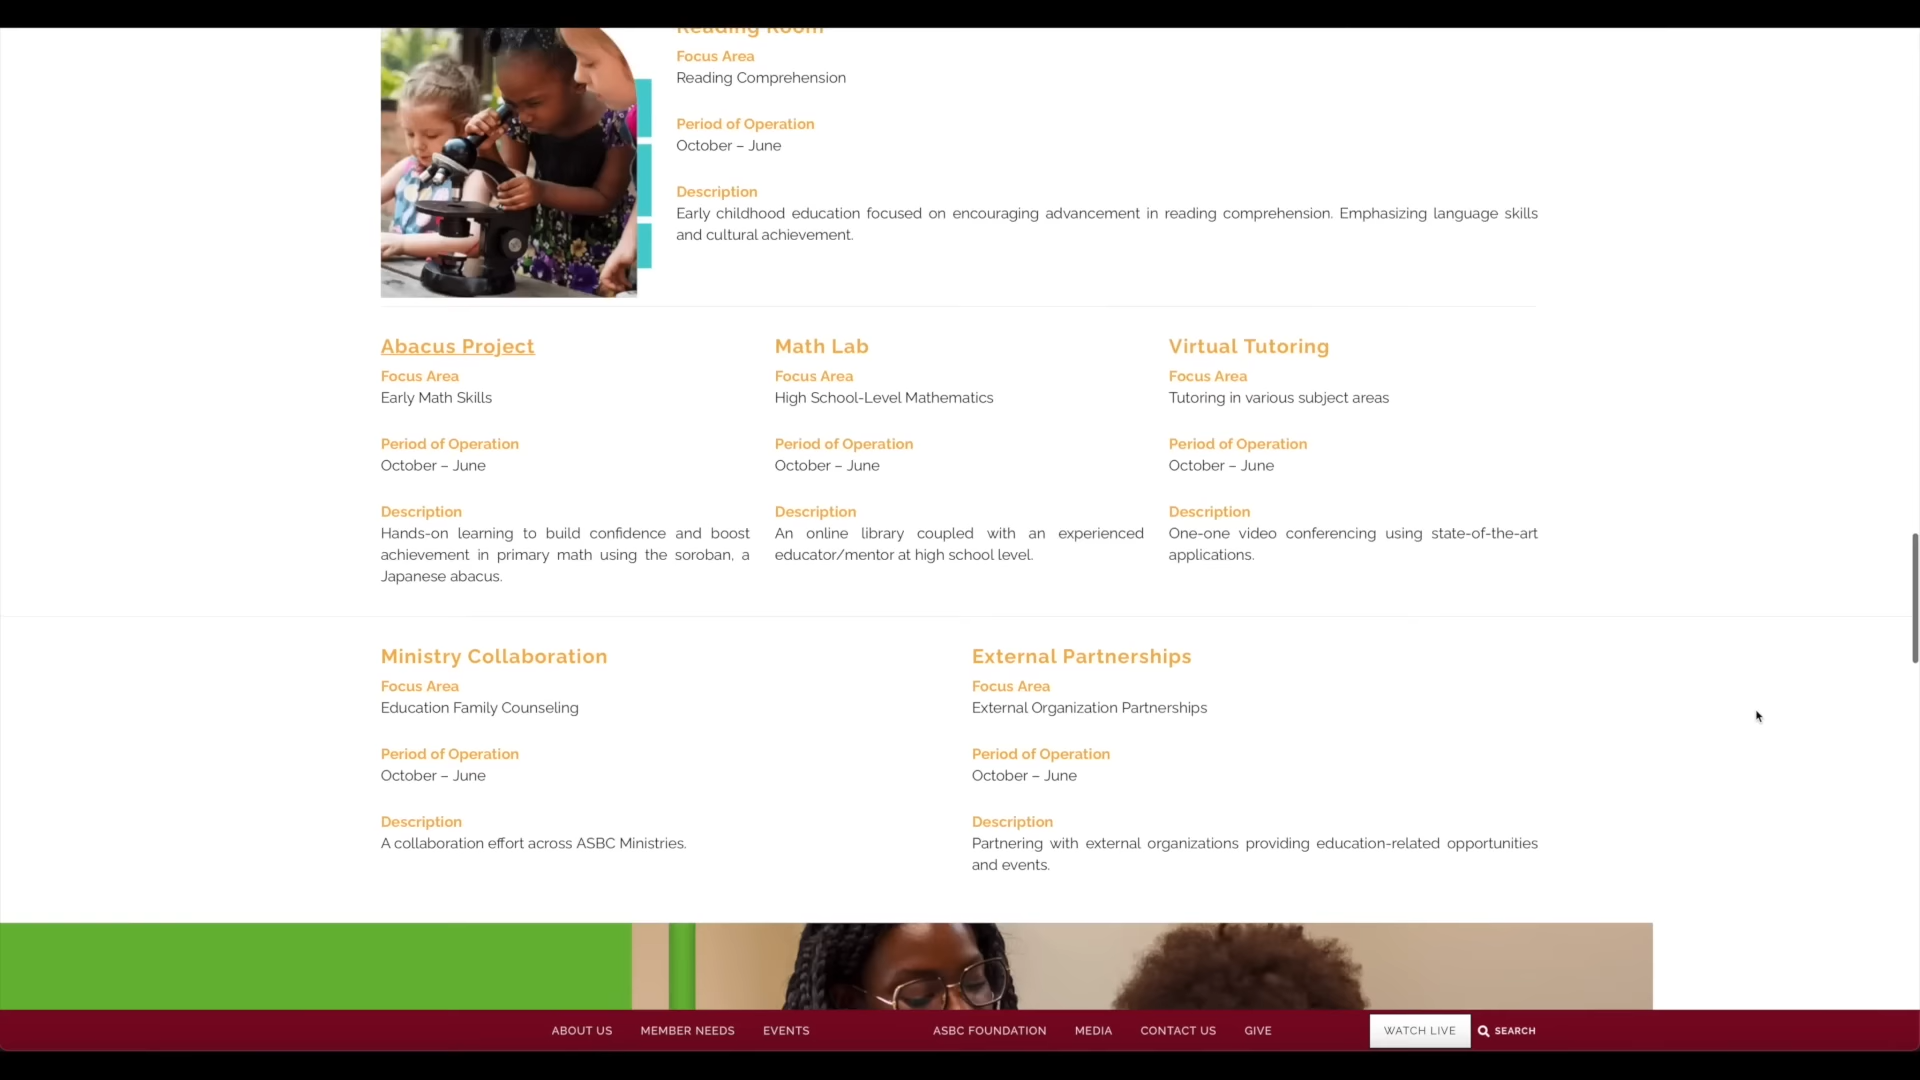 Reading Room
Focus Area
Reading Comprehension
Period of Operation
October – June
Description
Early childhood education focused on encouraging advancement in reading comprehension. Emphasizing language skills
and cultural achievement.
Abacus Project
Focus Area
Early Math Skills
Period of Operation
October – June
Description
Hands-on learning to build confidence and boost
achievement in primary math using the soroban, a
Japanese abacus.
Math Lab
Focus Area
High School-Level Mathematics
Period of Operation
October – June
Description
An online library coupled with an experienced
educator/mentor at high school level.
Virtual Tutoring
Focus Area
Tutoring in various subject areas
Period of Operation
October – June
Description
One-one video conferencing using state-of-the-art
applications.
Ministry Collaboration
Focus Area
Education Family Counseling
Period of Operation
October – June
Description
A collaboration effort across ASBC Ministries.
External Partnerships
Focus Area
External Organization Partnerships
Period of Operation
October – June
Description
Partnering with external organizations providing education-related opportunities
and events.
ABOUT US MEMBER NEEDS EVENTS ASBC FOUNDATION MEDIA CONTACT US GIVE WATCH LIVE SEARCH